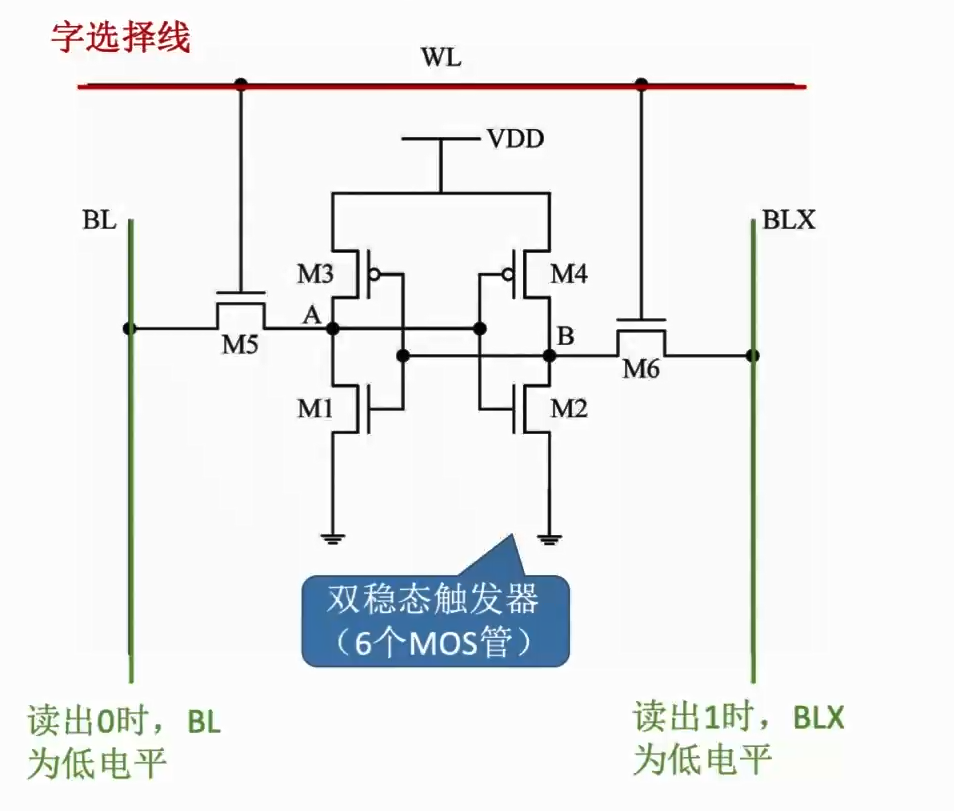 字选择线
WL
VDD
BL
BLX
M3
M4
A
B
M5
M6
M1
M2
双稳态触发器
（6个MOS管）
读出0时，BL
为低电平
读出1时，BLX
为低电平